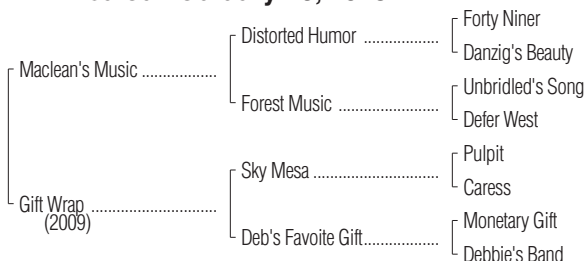 Forty Niner
Distorted Humor ..................
Danzig's Beauty
Maclean's Music .................
Unbridled's Song
Forest Music ........................
Defer West
Pulpit
Sky Mesa ..............................
Caress
Gift Wrap ............................
(2009)
Monetary Gift
Deb's Favoite Gift..................
Debbie's Band